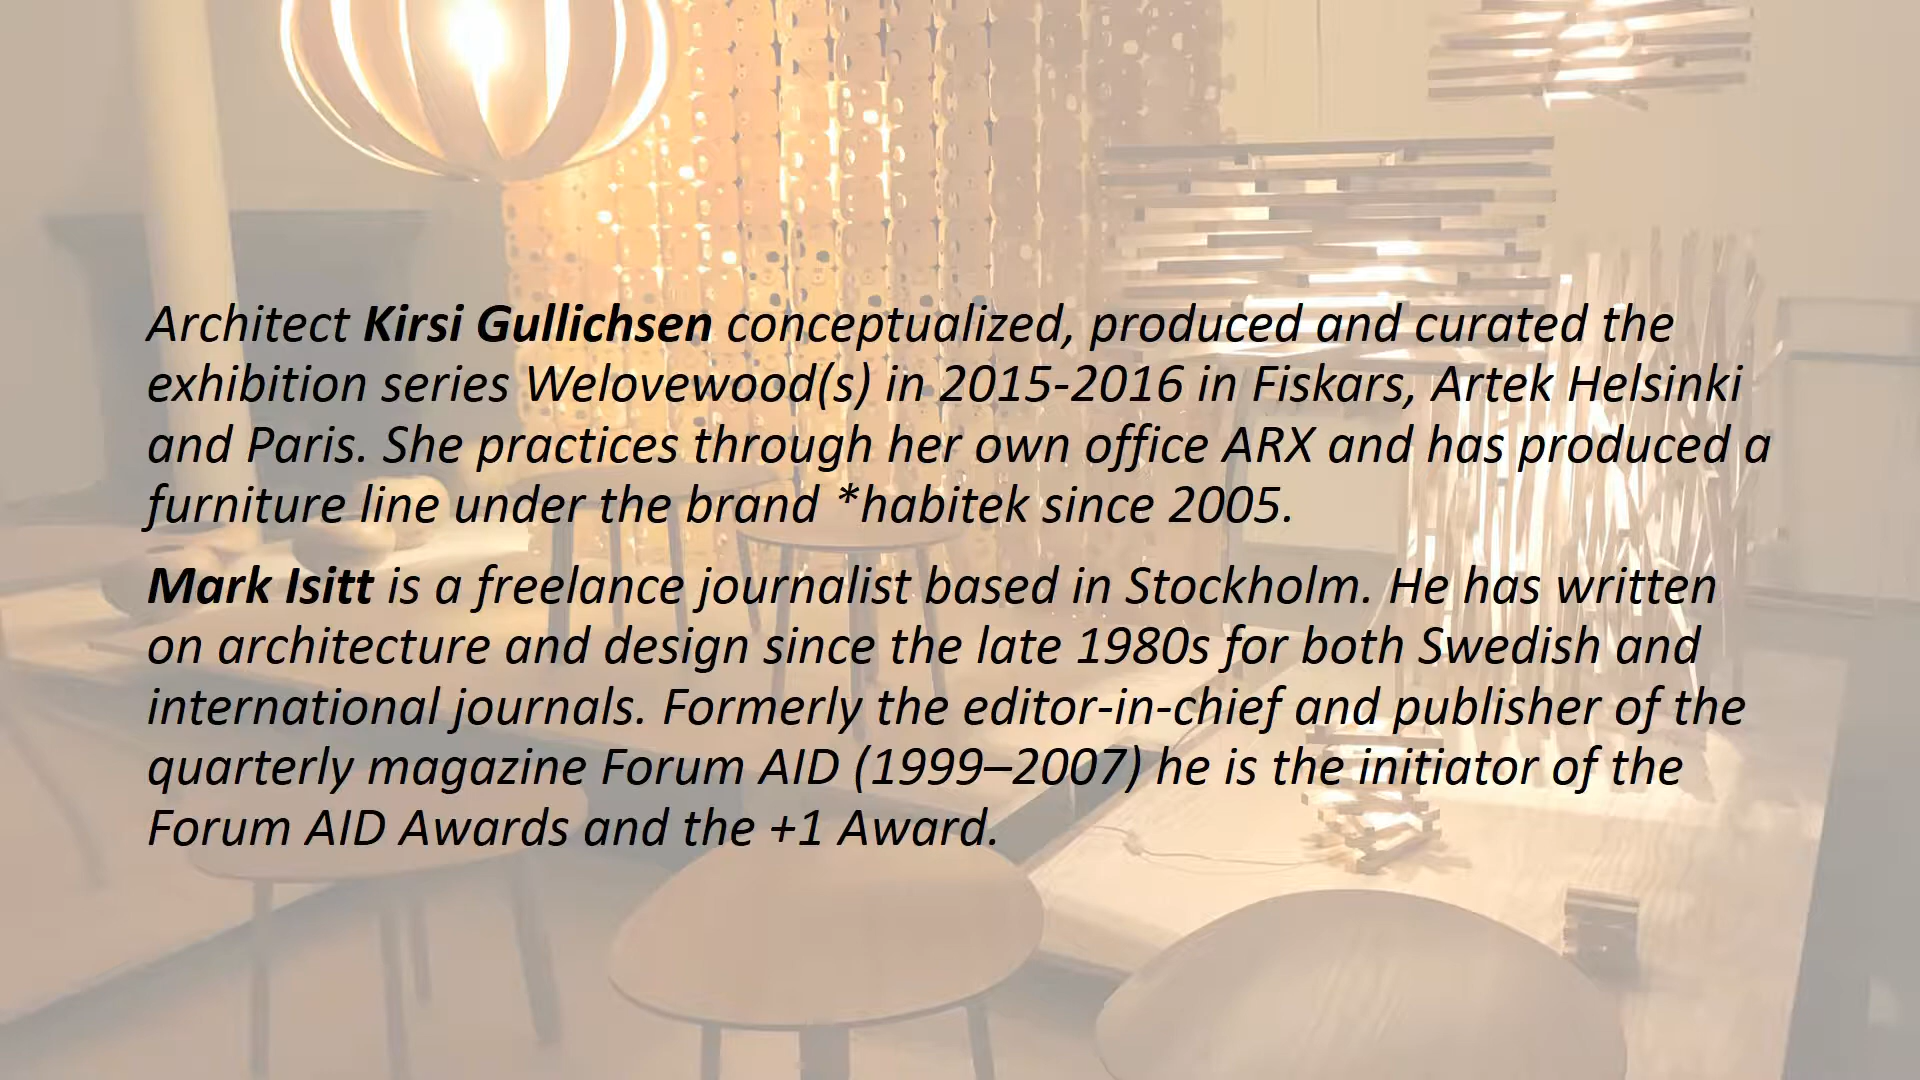 Architect Kirsi Gullichsen conceptualized, produced and curated the
exhibition series Welovewood(s) in 2015-2016 in Fiskars, Artek Helsinki
and Paris. She practices through her own office ARX and has produced a
furniture line under the brand *habitek since 2005.
Mark Isitt is a freelance journalist based in Stockholm. He has written
on architecture and design since the late 1980s for both Swedish and
international journals. Formerly the editor-in-chief and publisher of the
quarterly magazine Forum AID (1999–2007) he is the initiator of the
Forum AID Awards and the +1 Award.